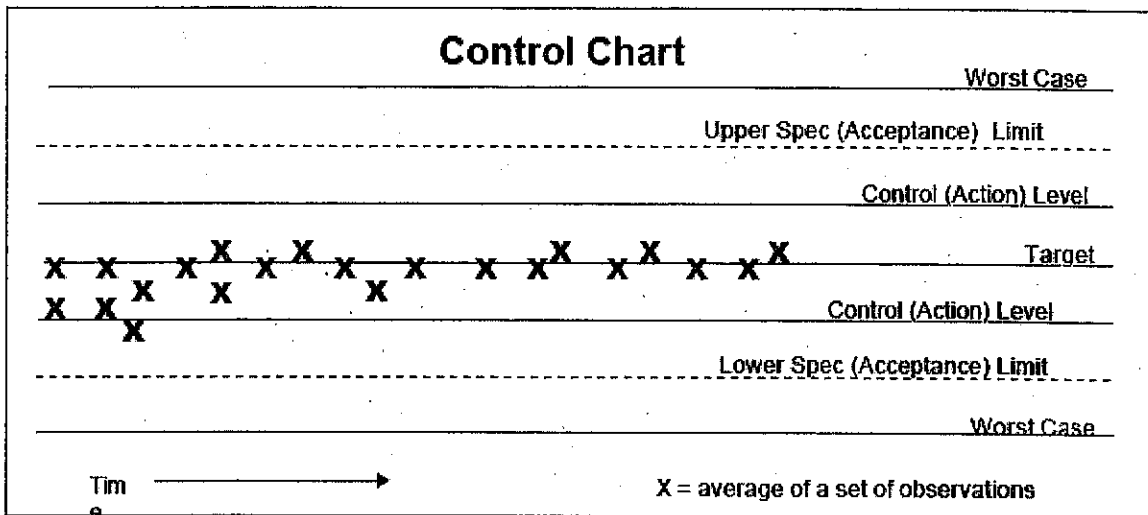 Control Chart
Worst Case
Upper Spec (Acceptance) Limit
Control (Action) Level
X X X X X X X X X X X X X X X X
Target
X X X
X X
Control (Action) Level
X
Lower Spec (Acceptance) Limit
Worst Case
Tim
e
X = average of a set of observations